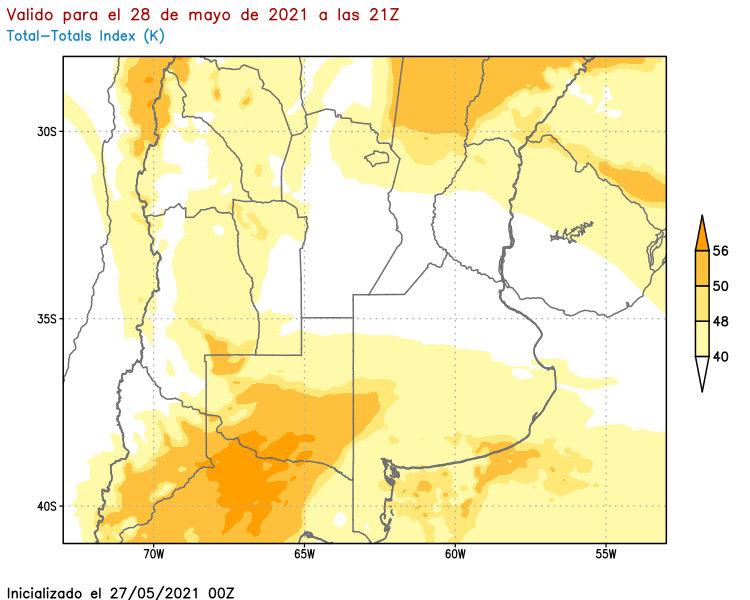 Valido para el 28 de mayo de 2021 a las 21Z
Total-Totals Index (K)
30S
35S
40S
70W
65W
60W
55W
56
50
48
40
Inicializado el 27/05/2021 00Z